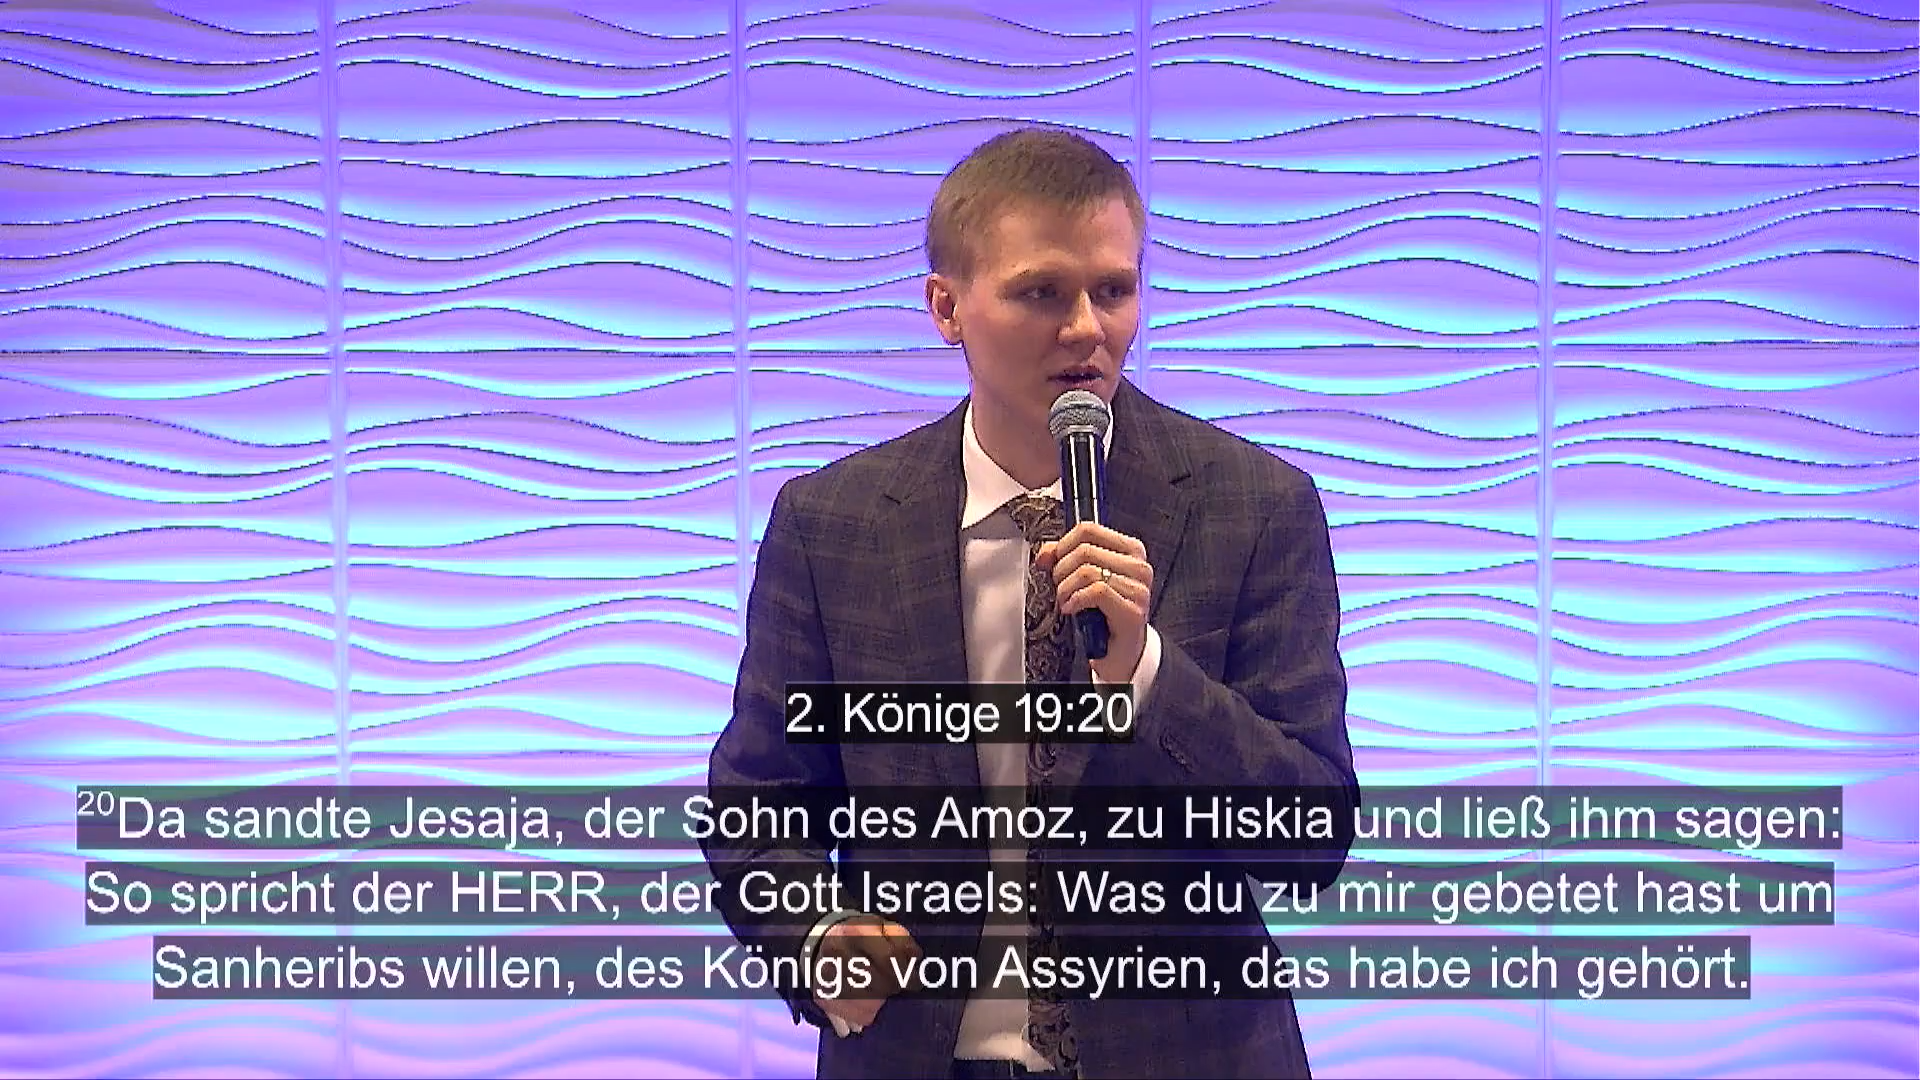 2. Könige 19:20
²⁰Da sandte Jesaja, der Sohn des Amoz, zu Hiskia und ließ ihm sagen:
So spricht der HERR, der Gott Israels: Was du zu mir gebetet hast um
Sanheribs willen, des Königs von Assyrien, das habe ich gehört.